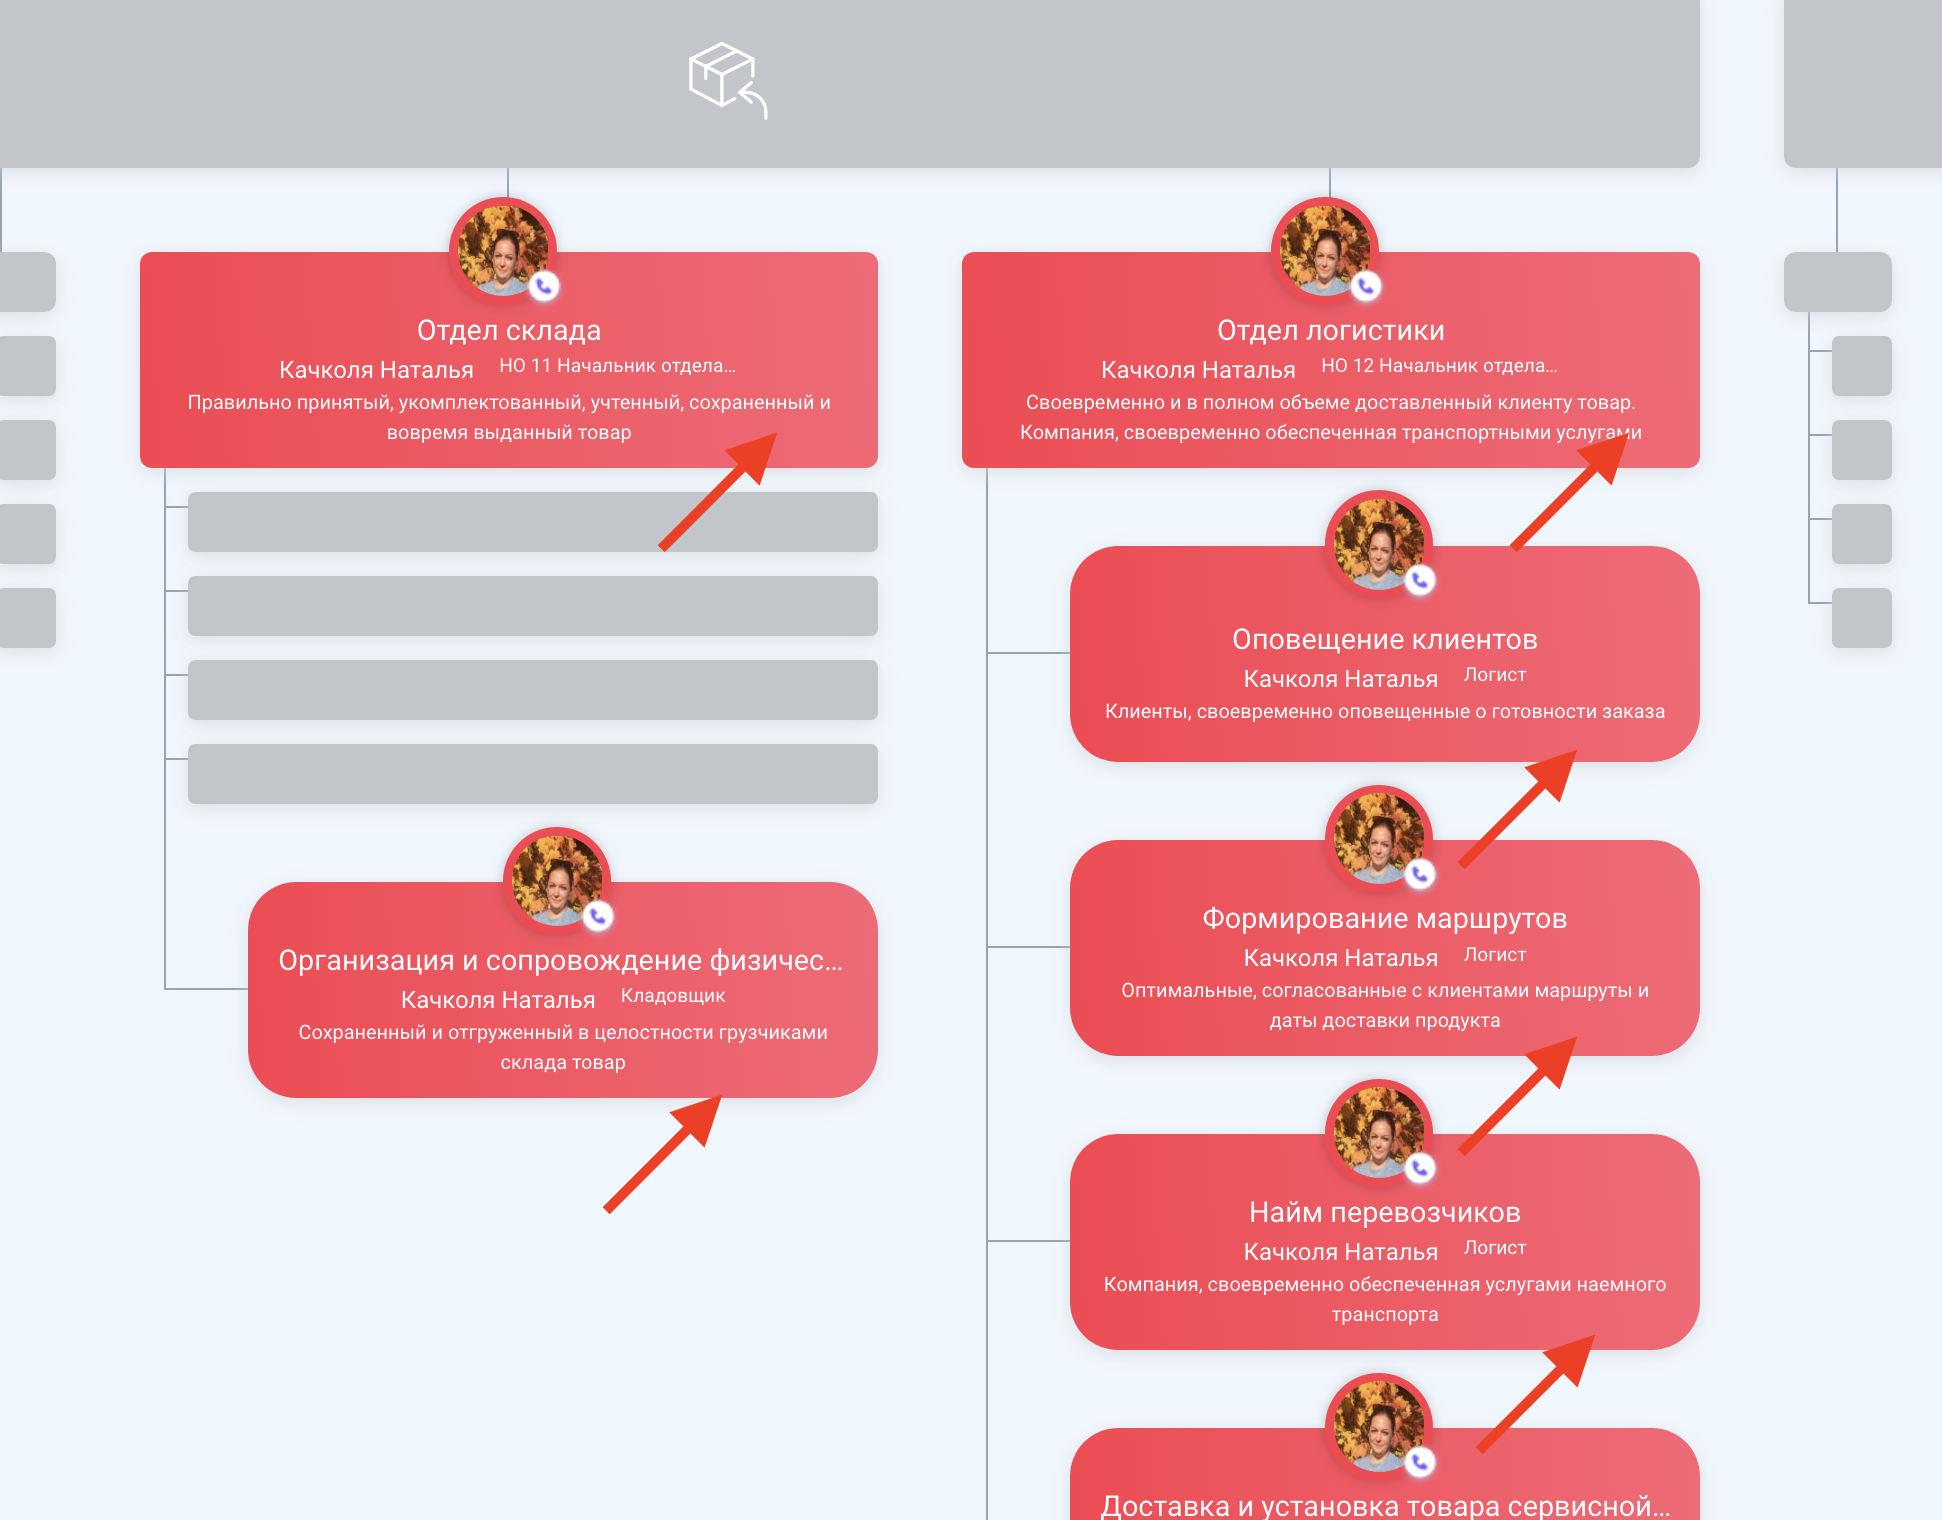 Отдел склада
Качколя Наталья НО 11 Начальник отдела...
Правильно принятый, укомплектованный, учтенный, сохраненный и
вовремя выданный товар
Организация и сопровождение физичес...
Качколя Наталья Кладовщик
Сохраненный и отгруженный в целостности грузчиками
склада товар
Отдел логистики
Качколя Наталья НО 12 Начальник отдела...
Своевременно и в полном объеме доставленный клиенту товар.
Компания, своевременно обеспеченная транспортными услугами
Оповещение клиентов
Качколя Наталья Логист
Клиенты, своевременно оповещенные о готовности заказа
Формирование маршрутов
Качколя Наталья Логист
Оптимальные, согласованные с клиентами маршруты и
даты доставки продукта
Найм перевозчиков
Качколя Наталья Логист
Компания, своевременно обеспеченная услугами наемного
транспорта
Доставка и установка товара сервисной...